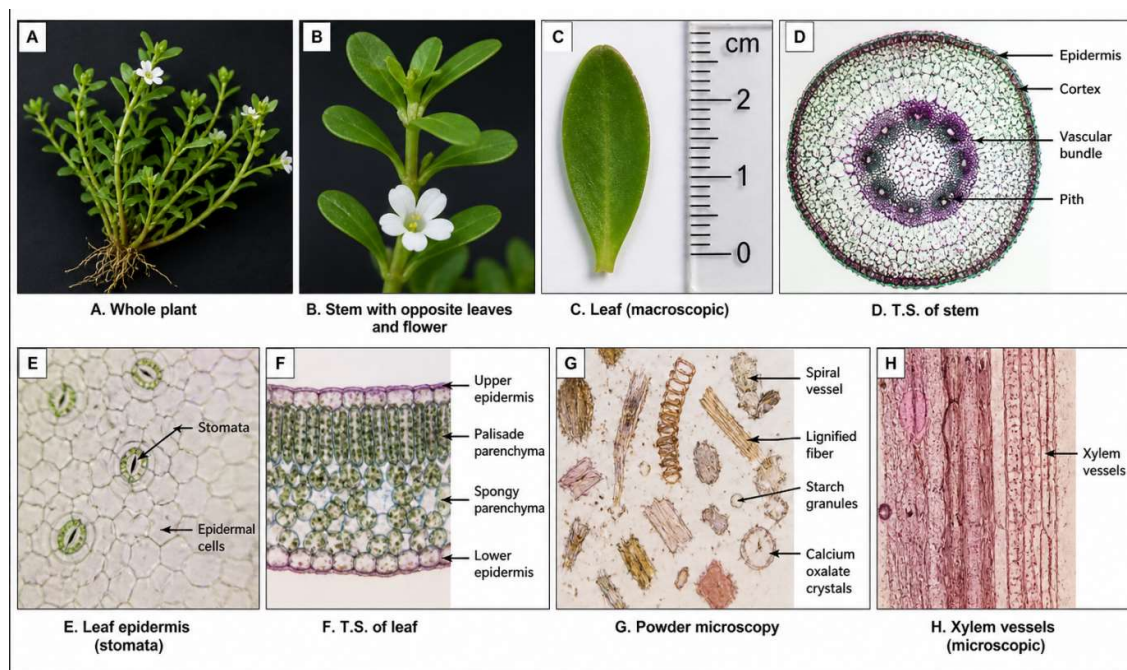 A
B
C
cm
2
1
0
D
Epidermis
Cortex
Vascular
bundle
Pith
A. Whole plant
B. Stem with opposite leaves
and flower
C. Leaf (macroscopic)
D. T.S. of stem
E
Stomata
Epidermal
cells
F
Upper
epidermis
Palisade
parenchyma
Spongy
parenchyma
Lower
epidermis
G
Spiral
vessel
Lignified
fiber
Starch
granules
Calcium
oxalate
crystals
H
Xylem
vessels
E. Leaf epidermis
(stomata)
F. T.S. of leaf
G. Powder microscopy
H. Xylem vessels
(microscopic)